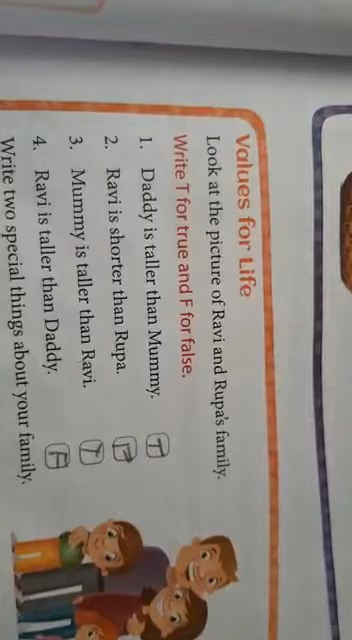 Values for Life
Look at the picture of Ravi and Rupa's family.
Write T for true and F for false.
1. Daddy is taller than Mummy. T
2. Ravi is shorter than Rupa. F
3. Mummy is taller than Ravi. T
4. Ravi is taller than Daddy. F
Write two special things about your family.